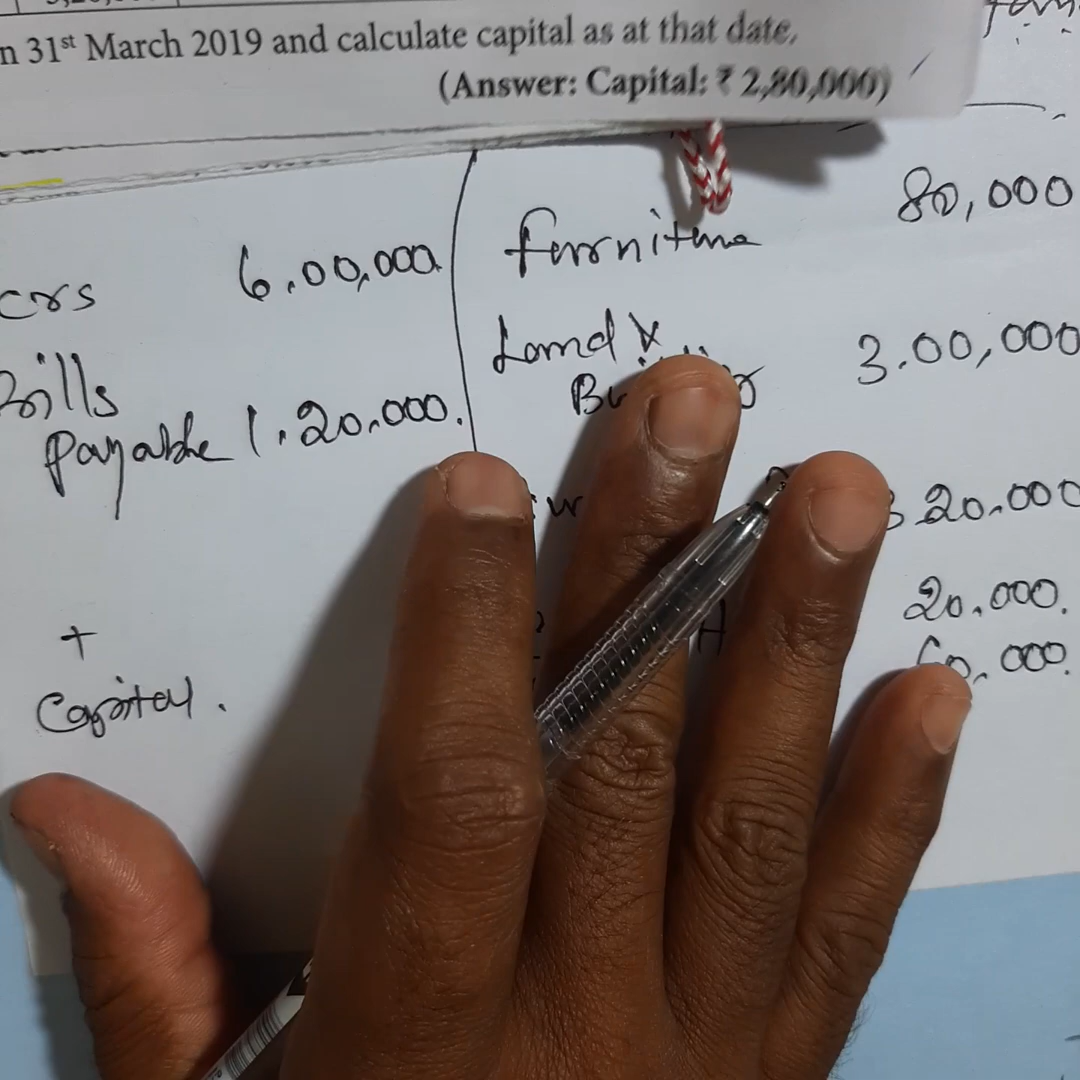 n 31st March 2019 and calculate capital as at that date.
(Answer: Capital: ₹ 2,80,000)
80,000
6,00,000 Furniture
crs
Land &
3.00,000
Bills
Payable 1,20,000.
20,000
20,000.
,000.
+
Capital.